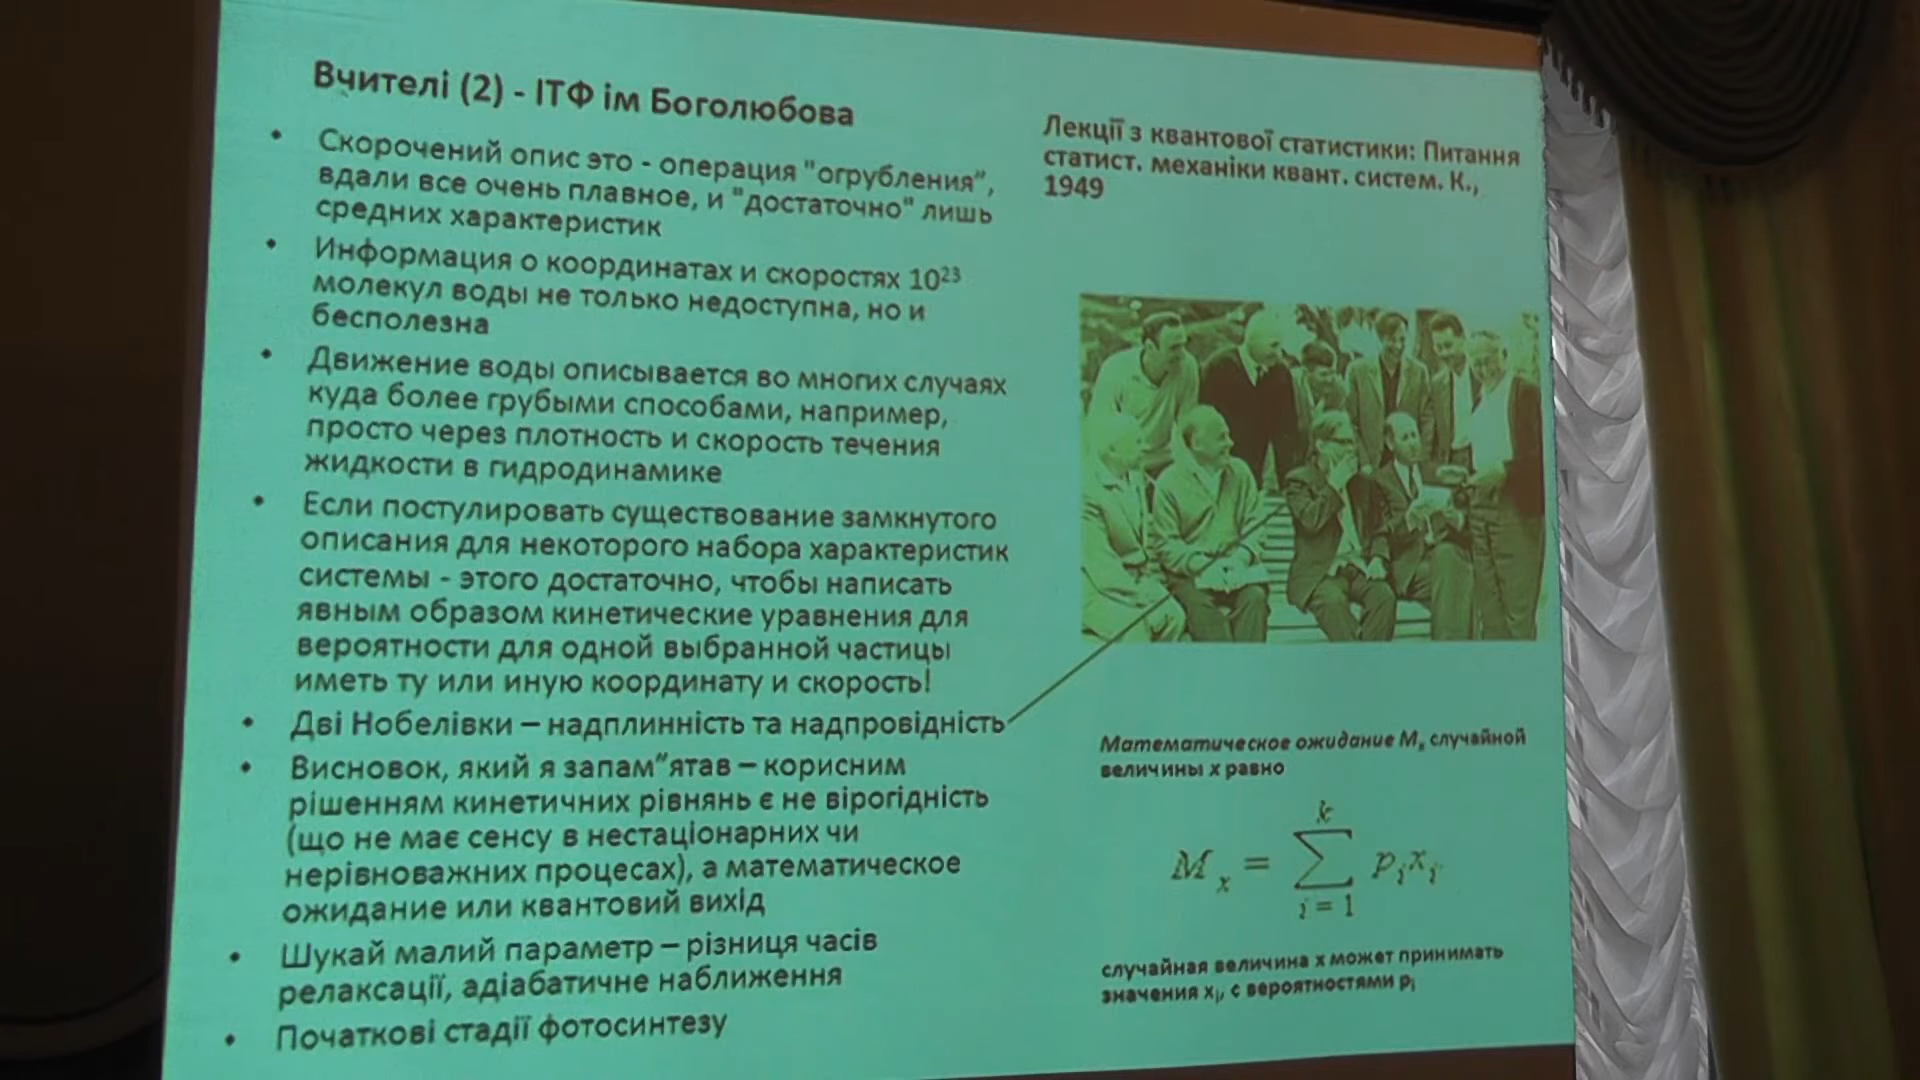 Вчителі (2) - ІТФ ім Боголюбова
• Скорочений опис это - операция "огрубления”,
вдали все очень плавное, и "достаточно" лишь
средних характеристик
• Информация о координатах и скоростях 10²³
молекул воды не только недоступна, но и
бесполезна
• Движение воды описывается во многих случаях
куда более грубыми способами, например,
просто через плотность и скорость течения
жидкости в гидродинамике
• Если постулировать существование замкнутого
описания для некоторого набора характеристик
системы - этого достаточно, чтобы написать
явным образом кинетические уравнения для
вероятности для одной выбранной частицы
иметь ту или иную координату и скорость!
• Дві Нобелівки – надплинність та надпровідність
• Висновок, який я запам”ятав – корисним
рішенням кинетичних рівнянь є не вірогідність
(що не має сенсу в нестаціонарних чи
нерівноважних процесах), а математическое
ожидание или квантовий вихід
• Шукай малий параметр – різниця часів
релаксації, адіабатичне наближення
• Початкові стадії фотосинтезу
Лекції з квантової статистики: Питання
статист. механіки квант. систем. К.,
1949
Математическое ожидание Mₓ случайной
величины x равно
k
M x = ∑ pᵢxᵢ
i = 1
случайная величина x может принимать
значения xᵢ, с вероятностями pᵢ